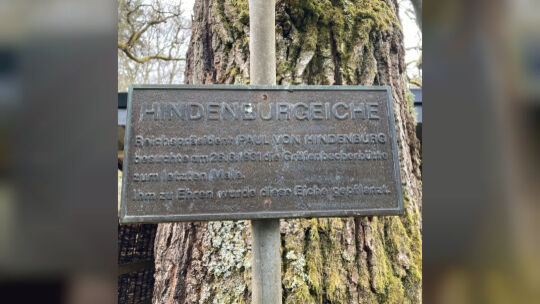 HINDENBURGEICHE
Reichspräsident PAUL VON HINDENBURG
besuchte am 26.6.1931 die Gräfenbacherhütte
zum letzten Male.
Ihm zu Ehren wurde diese Eiche gepflanzt.